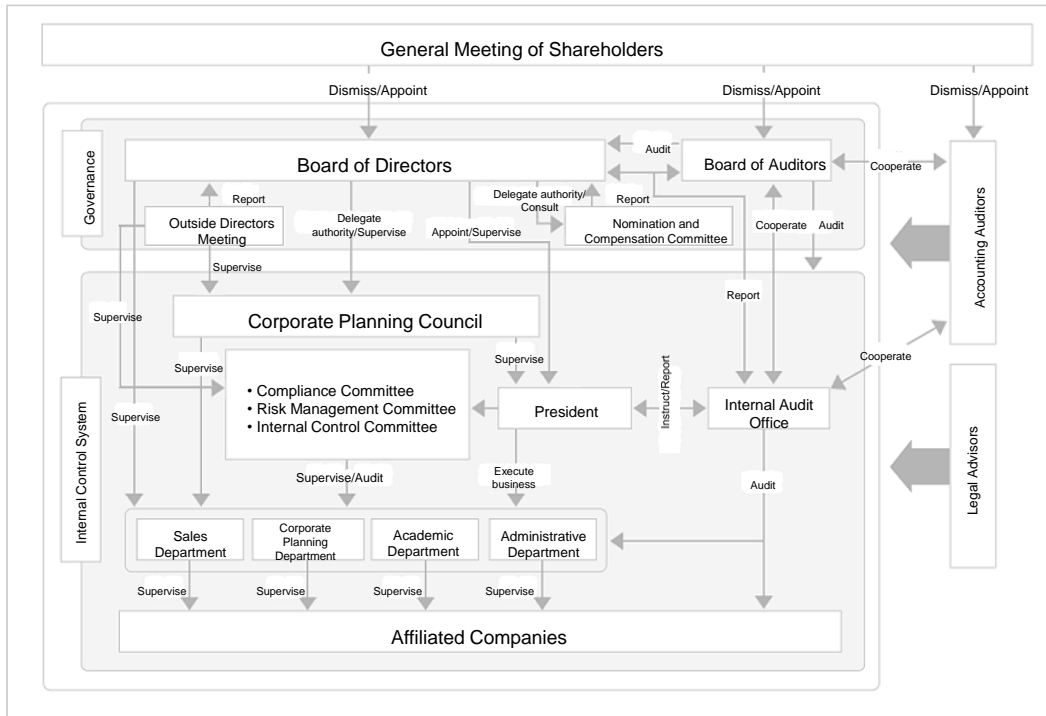 General Meeting of Shareholders
Dismiss/Appoint
Dismiss/Appoint
Dismiss/Appoint
Governance
Board of Directors
Audit
Board of Auditors
Cooperate
Report
Outside Directors
Meeting
Delegate
authority/Supervise
Appoint/Supervise
Delegate authority/
Consult
Report
Nomination and
Compensation Committee
Cooperate
Audit
Accounting Auditors
Supervise
Report
Internal Control System
Corporate Planning Council
Supervise
Supervise
Supervise
Supervise
Cooperate
• Compliance Committee
• Risk Management Committee
• Internal Control Committee
President
Instruct/Report
Internal Audit
Office
Legal Advisors
Supervise/Audit
Execute
business
Audit
Sales
Department
Corporate
Planning
Department
Academic
Department
Administrative
Department
Supervise
Supervise
Supervise
Supervise
Affiliated Companies